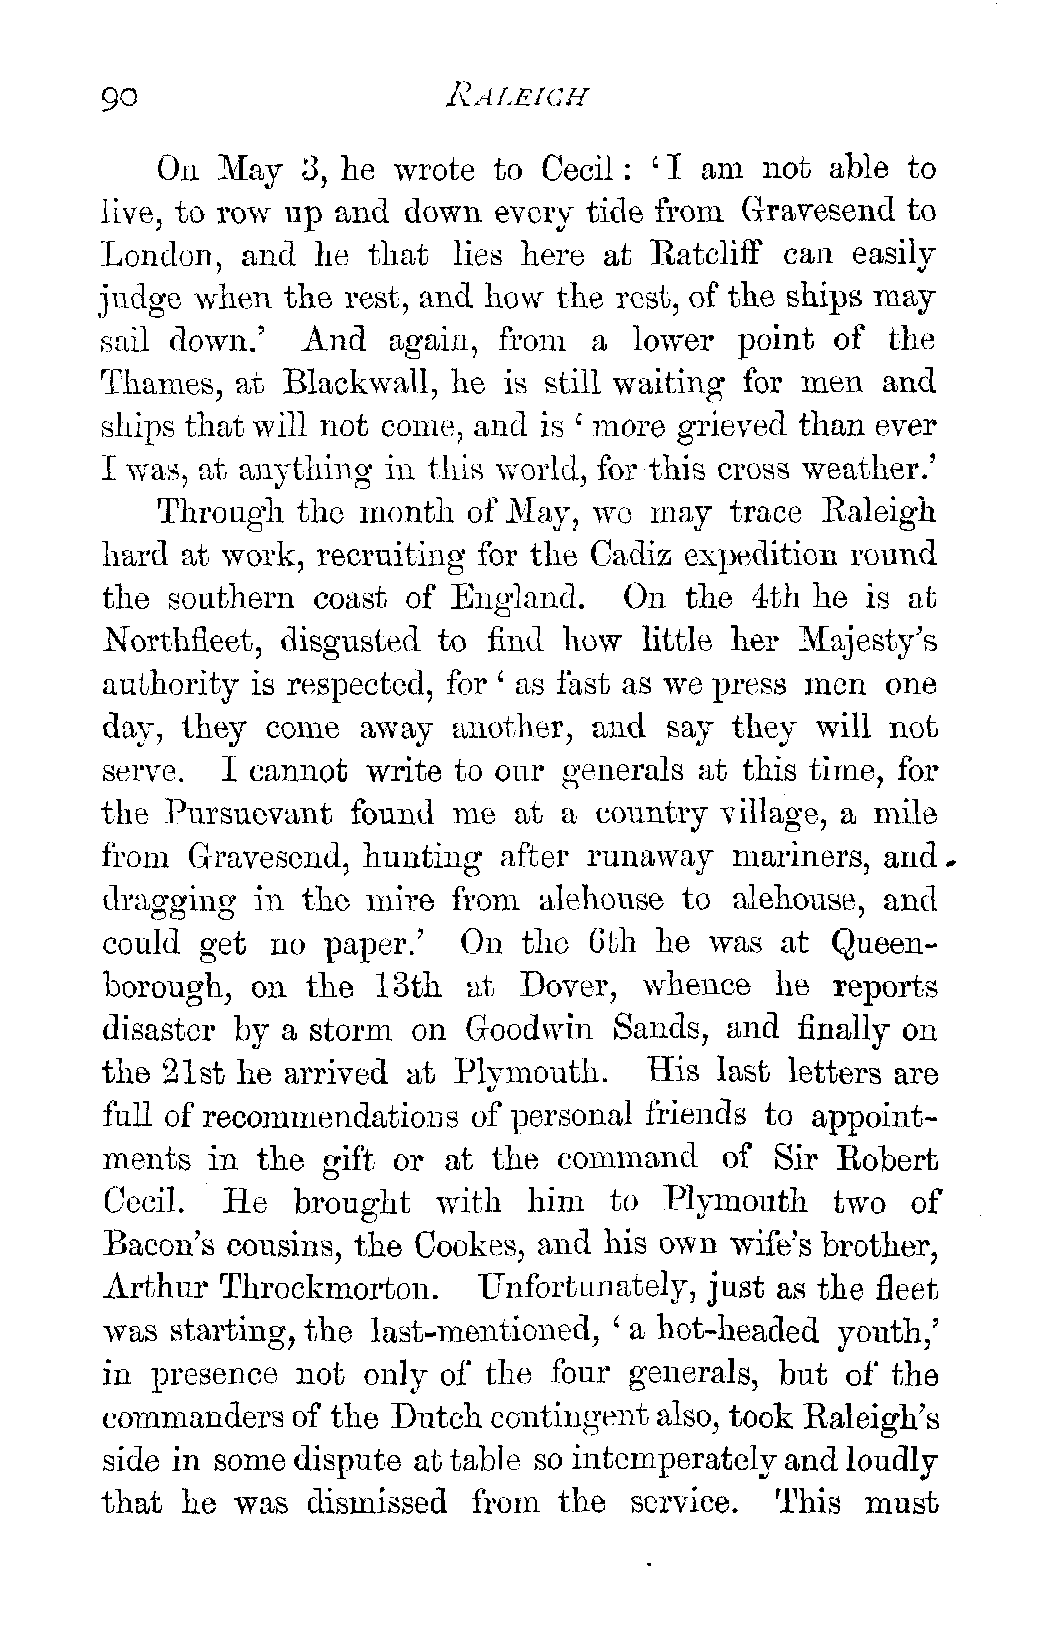 90 RALEIGH
On May 3, he wrote to Cecil: ‘I am not able to
live, to row up and down every tide from Gravesend to
London, and he that lies here at Ratcliff can easily
judge when the rest, and how the rest, of the ships may
sail down.’ And again, from a lower point of the
Thames, at Blackwall, he is still waiting for men and
ships that will not come, and is ‘more grieved than ever
I was, at anything in this world, for this cross weather.’
Through the month of May, we may trace Raleigh
hard at work, recruiting for the Cadiz expedition round
the southern coast of England. On the 4th he is at
Northfleet, disgusted to find how little her Majesty’s
authority is respected, for ‘as fast as we press men one
day, they come away another, and say they will not
serve. I cannot write to our generals at this time, for
the Pursuevant found me at a country village, a mile
from Gravesend, hunting after runaway mariners, and
dragging in the mire from alehouse to alehouse, and
could get no paper.’ On the 6th he was at Queen-
borough, on the 13th at Dover, whence he reports
disaster by a storm on Goodwin Sands, and finally on
the 21st he arrived at Plymouth. His last letters are
full of recommendations of personal friends to appoint-
ments in the gift or at the command of Sir Robert
Cecil. He brought with him to Plymouth two of
Bacon’s cousins, the Cookes, and his own wife’s brother,
Arthur Throckmorton. Unfortunately, just as the fleet
was starting, the last-mentioned, ‘a hot-headed youth,’
in presence not only of the four generals, but of the
commanders of the Dutch contingent also, took Raleigh’s
side in some dispute at table so intemperately and loudly
that he was dismissed from the service. This must